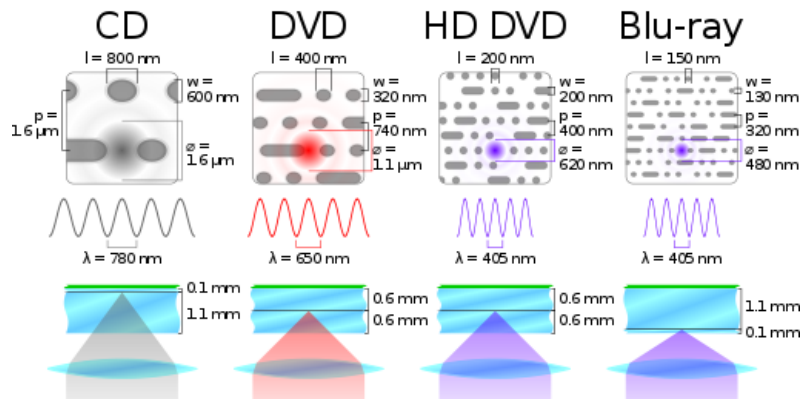 CD
DVD
HD DVD
Blu-ray
l = 800 nm
l = 400 nm
l = 200 nm
l = 150 nm
w =
600 nm
p =
1.6 µm
⌀ =
1.6 µm
w =
320 nm
p =
740 nm
⌀ =
1.1 µm
w =
200 nm
p =
400 nm
⌀ =
620 nm
w =
130 nm
p =
320 nm
⌀ =
480 nm
λ = 780 nm
λ = 650 nm
λ = 405 nm
λ = 405 nm
0.1 mm
1.1 mm
0.6 mm
0.6 mm
0.6 mm
0.6 mm
1.1 mm
0.1 mm